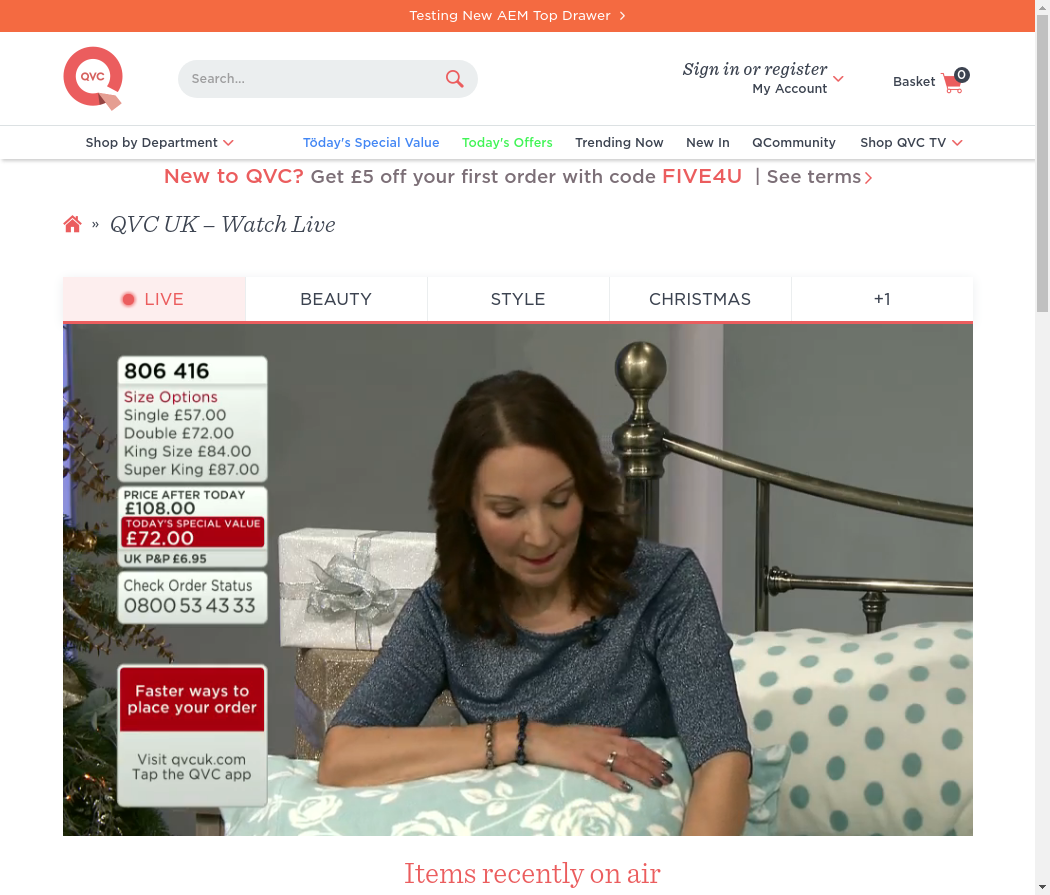 Testing New AEM Top Drawer
QVC
Search...
Sign in or register
My Account
Basket
0
Shop by Department
Töday's Special Value
Today's Offers
Trending Now
New In
QCommunity
Shop QVC TV
New to QVC? Get £5 off your first order with code FIVE4U | See terms
» QVC UK – Watch Live
LIVE
BEAUTY
STYLE
CHRISTMAS
+1
806 416
Size Options
Single £57.00
Double £72.00
King Size £84.00
Super King £87.00
PRICE AFTER TODAY
£108.00
TODAY'S SPECIAL VALUE
£72.00
UK P&P £6.95
Check Order Status
0800 53 43 33
Faster ways to
place your order
Visit qvcuk.com
Tap the QVC app
Items recently on air